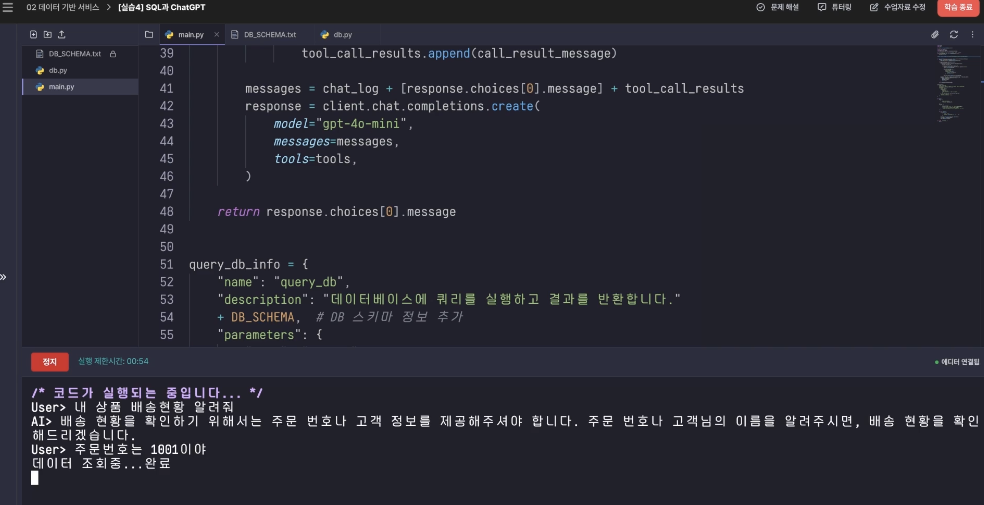 02 데이터 기반 서비스 > [실습4] SQL과 ChatGPT
문제 해설
튜터링
수업자료 수정
학습 종료
DB_SCHEMA.txt
db.py
main.py
main.py ×
DB_SCHEMA.txt
db.py
39 tool_call_results.append(call_result_message)
40
41 messages = chat_log + [response.choices[0].message] + tool_call_results
42 response = client.chat.completions.create(
43 model="gpt-4o-mini",
44 messages=messages,
45 tools=tools,
46 )
47
48 return response.choices[0].message
49
50
51 query_db_info = {
52 "name": "query_db",
53 "description": "데이터베이스에 쿼리를 실행하고 결과를 반환합니다."
54 + DB_SCHEMA, # DB 스키마 정보 추가
55 "parameters": {
정지
실행 제한시간: 00:54
에디터 연결됨
/* 코드가 실행되는 중입니다... */
User> 내 상품 배송현황 알려줘
AI> 배송 현황을 확인하기 위해서는 주문 번호나 고객 정보를 제공해주셔야 합니다. 주문 번호나 고객님의 이름을 알려주시면, 배송 현황을 확인
해드리겠습니다.
User> 주문번호는 1001이야
데이터 조회중...완료